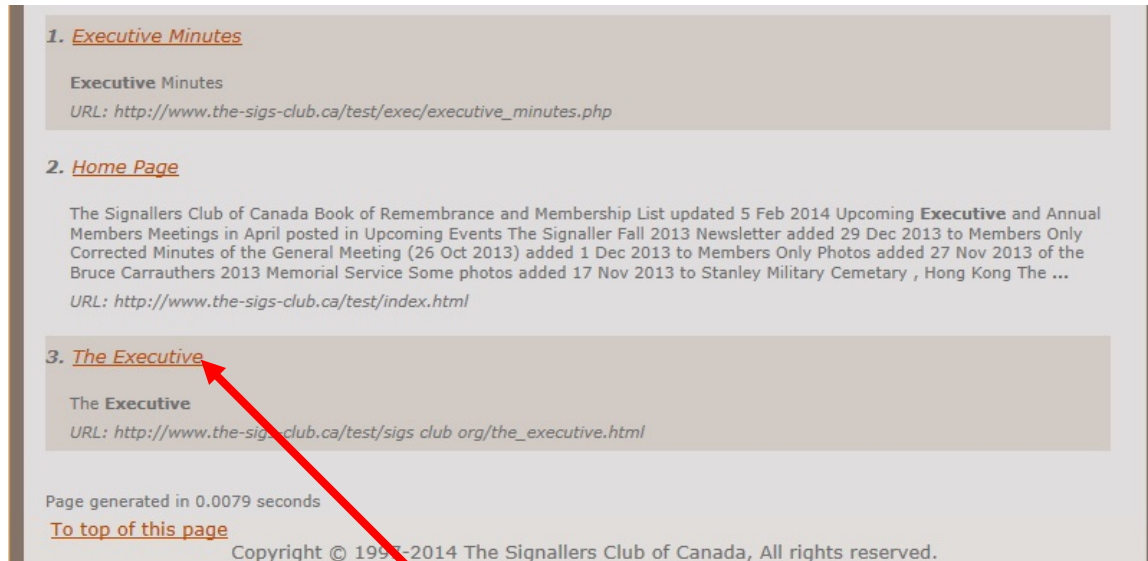 1. Executive Minutes
Executive Minutes
URL: http://www.the-sigs-club.ca/test/exec/executive_minutes.php
2. Home Page
The Signallers Club of Canada Book of Remembrance and Membership List updated 5 Feb 2014 Upcoming Executive and Annual
Members Meetings in April posted in Upcoming Events The Signaller Fall 2013 Newsletter added 29 Dec 2013 to Members Only
Corrected Minutes of the General Meeting (26 Oct 2013) added 1 Dec 2013 to Members Only Photos added 27 Nov 2013 of the
Bruce Carrauthers 2013 Memorial Service Some photos added 17 Nov 2013 to Stanley Military Cemetary , Hong Kong The ...
URL: http://www.the-sigs-club.ca/test/index.html
3. The Executive
The Executive
URL: http://www.the-sigs-club.ca/test/sigs club org/the_executive.html
Page generated in 0.0079 seconds
To top of this page
Copyright © 1997-2014 The Signallers Club of Canada, All rights reserved.